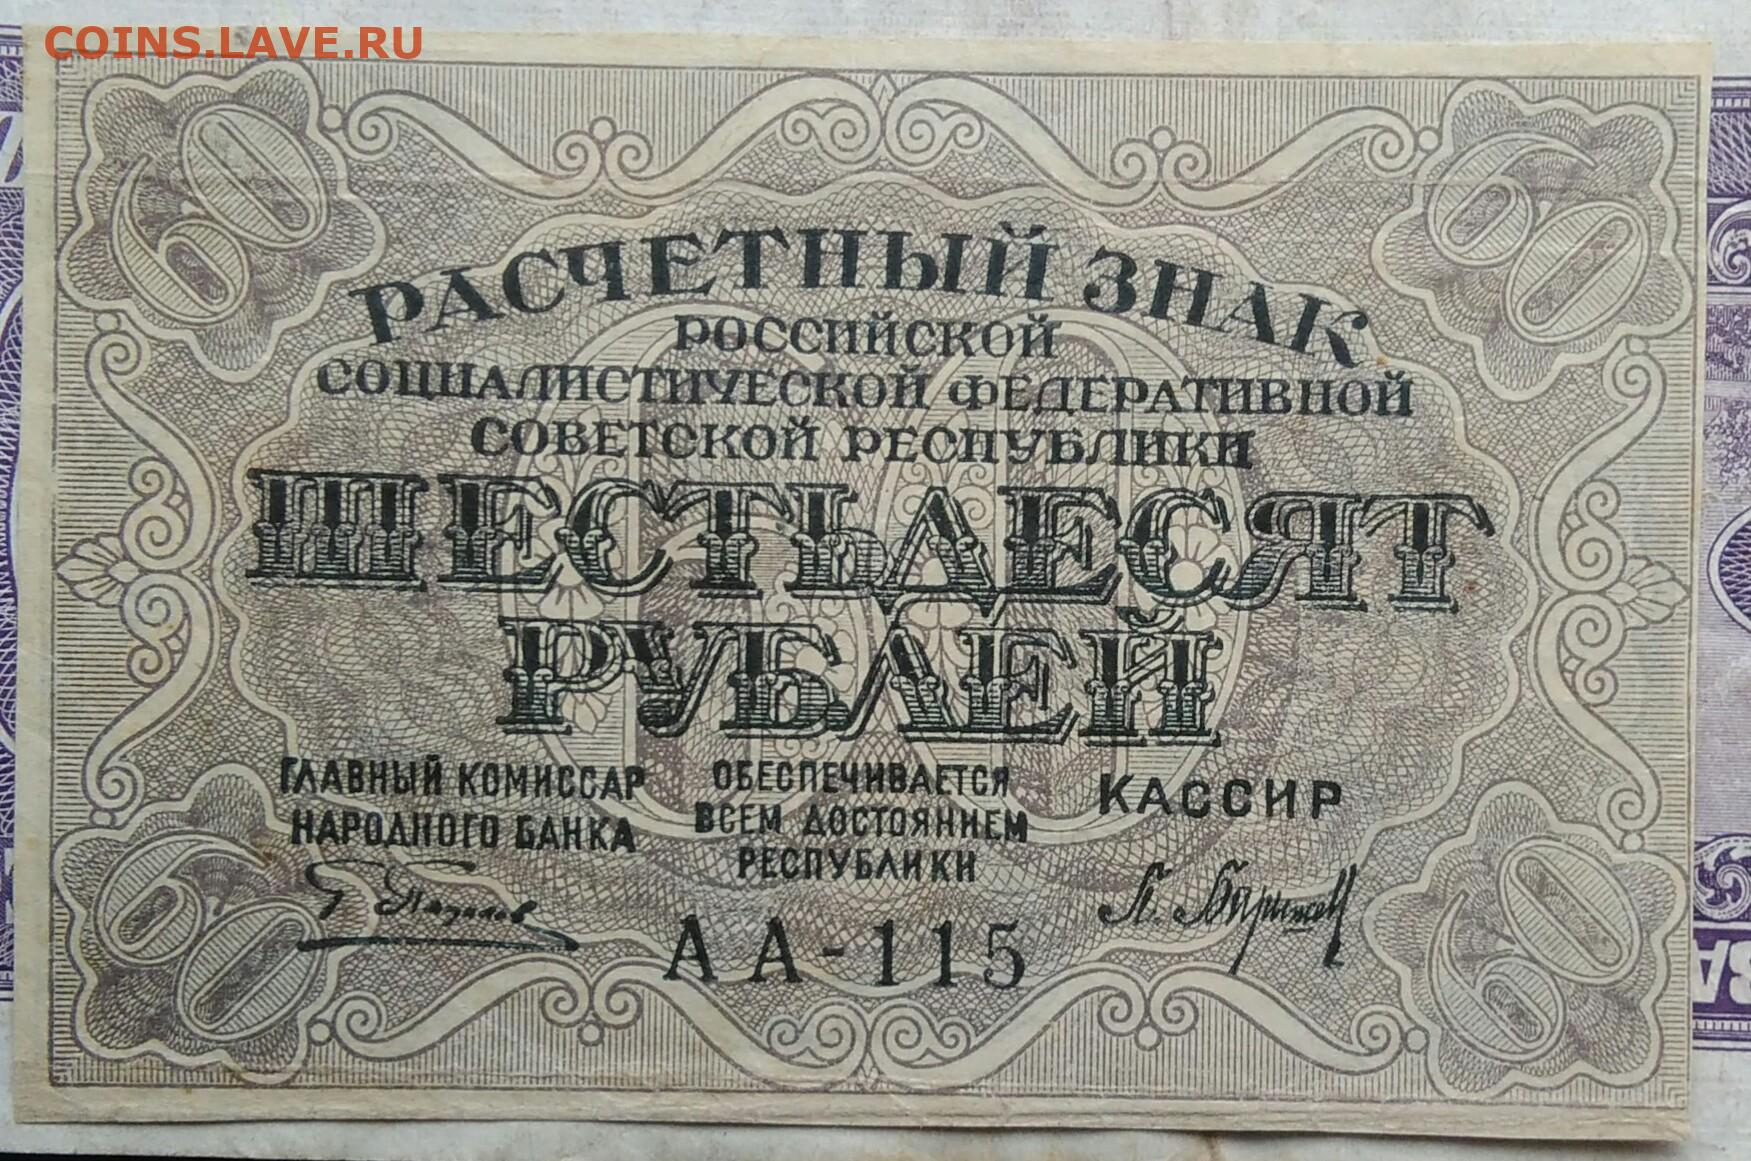 COINS.LAVE.RU
60 60
РАСЧЕТНЫЙ ЗНАК
РОССИЙСКОЙ
СОЦИАЛИСТИЧЕСКОЙ ФЕДЕРАТИВНОЙ
СОВЕТСКОЙ РЕСПУБЛИКИ
60
ШЕСТЬДЕСЯТ
РУБЛЕЙ
ГЛАВНЫЙ КОМИССАР
НАРОДНОГО БАНКА
ОБЕСПЕЧИВАЕТСЯ
ВСЕМ ДОСТОЯНИЕМ
РЕСПУБЛИКИ
КАССИР
АА-115
60 60